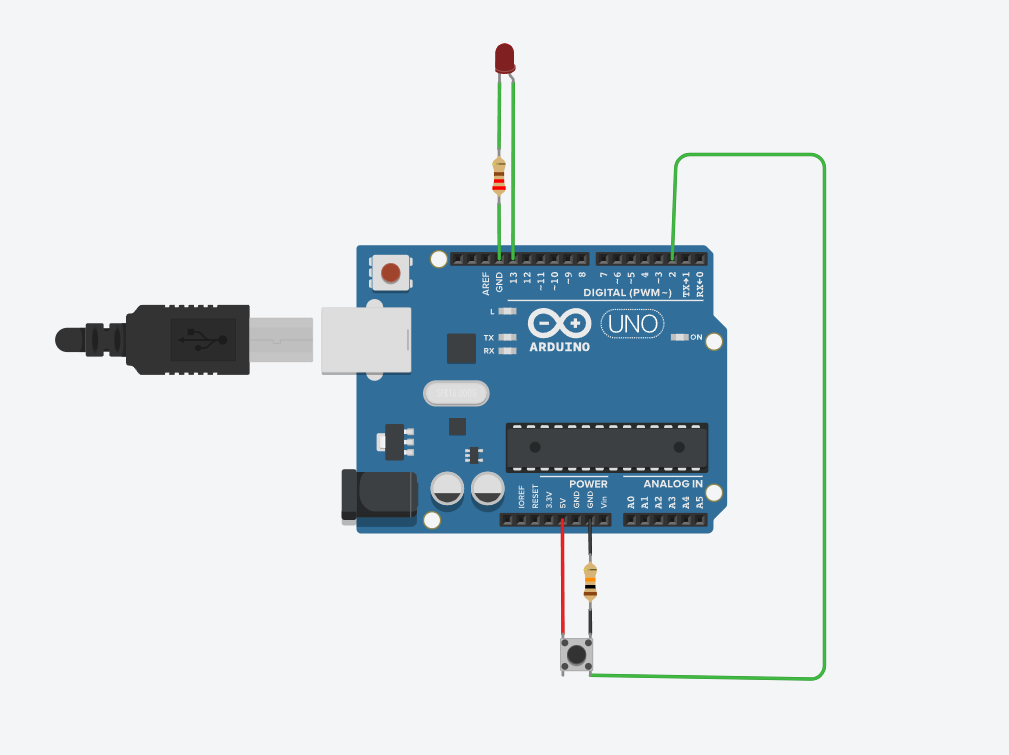 AREF
GND
13
12
~11
~10
~9
8
7
~6
~5
4
~3
2
TX→1
RX←0
DIGITAL (PWM~)
L
TX
RX
UNO
ON
ARDUINO
POWER
ANALOG IN
IOREF
RESET
3.3V
5V
GND
GND
Vin
A0
A1
A2
A3
A4
A5